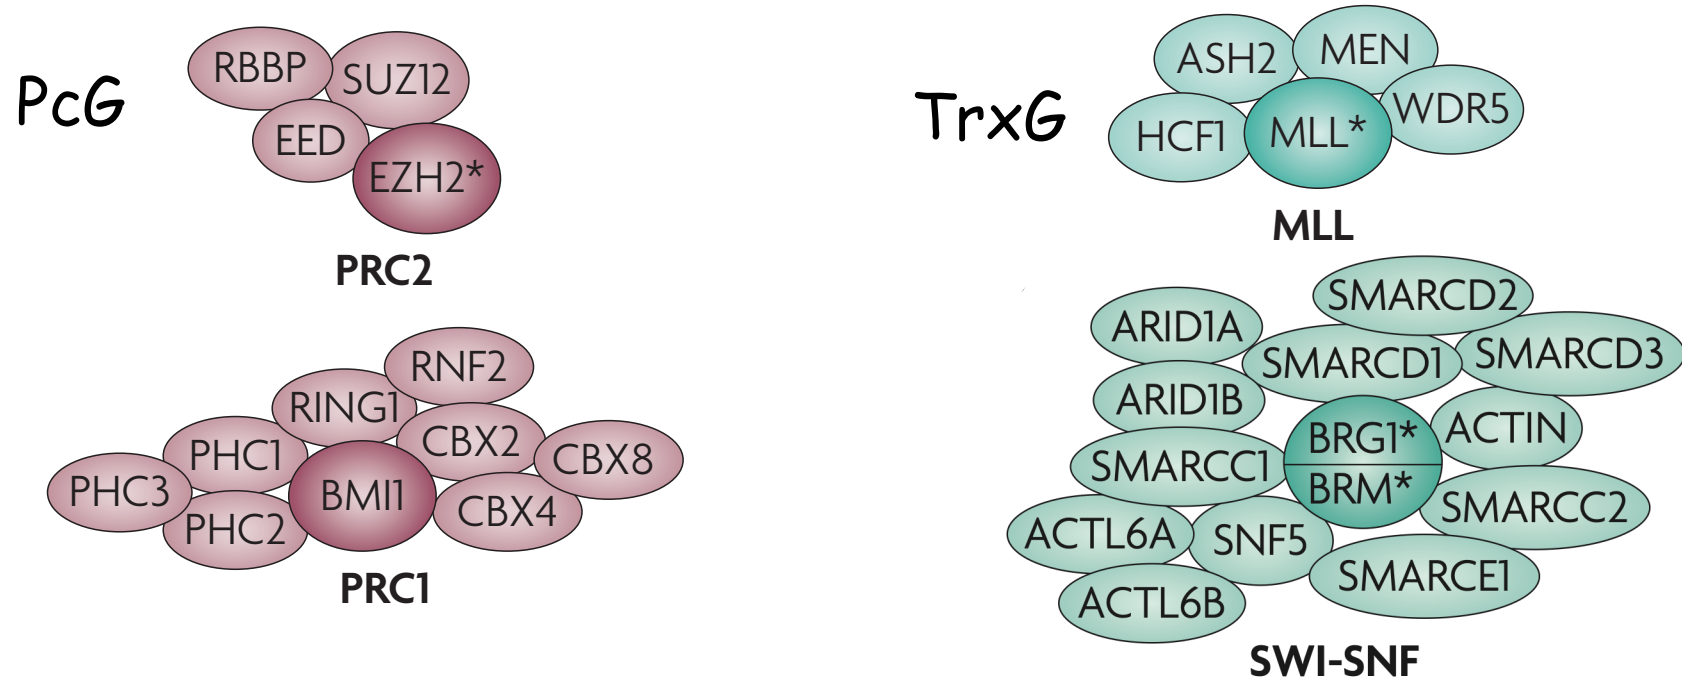 PcG
RBBP
SUZ12
EED
EZH2*
PRC2
RNF2
RING1
CBX2
PHC1
CBX8
PHC3
BMI1
CBX4
PHC2
PRC1
TrxG
ASH2
MEN
WDR5
HCF1
MLL*
MLL
SMARCD2
ARID1A
SMARCD1
SMARCD3
ARID1B
BRG1*
ACTIN
SMARCC1
BRM*
SMARCC2
ACTL6A
SNF5
SMARCE1
ACTL6B
SWI-SNF